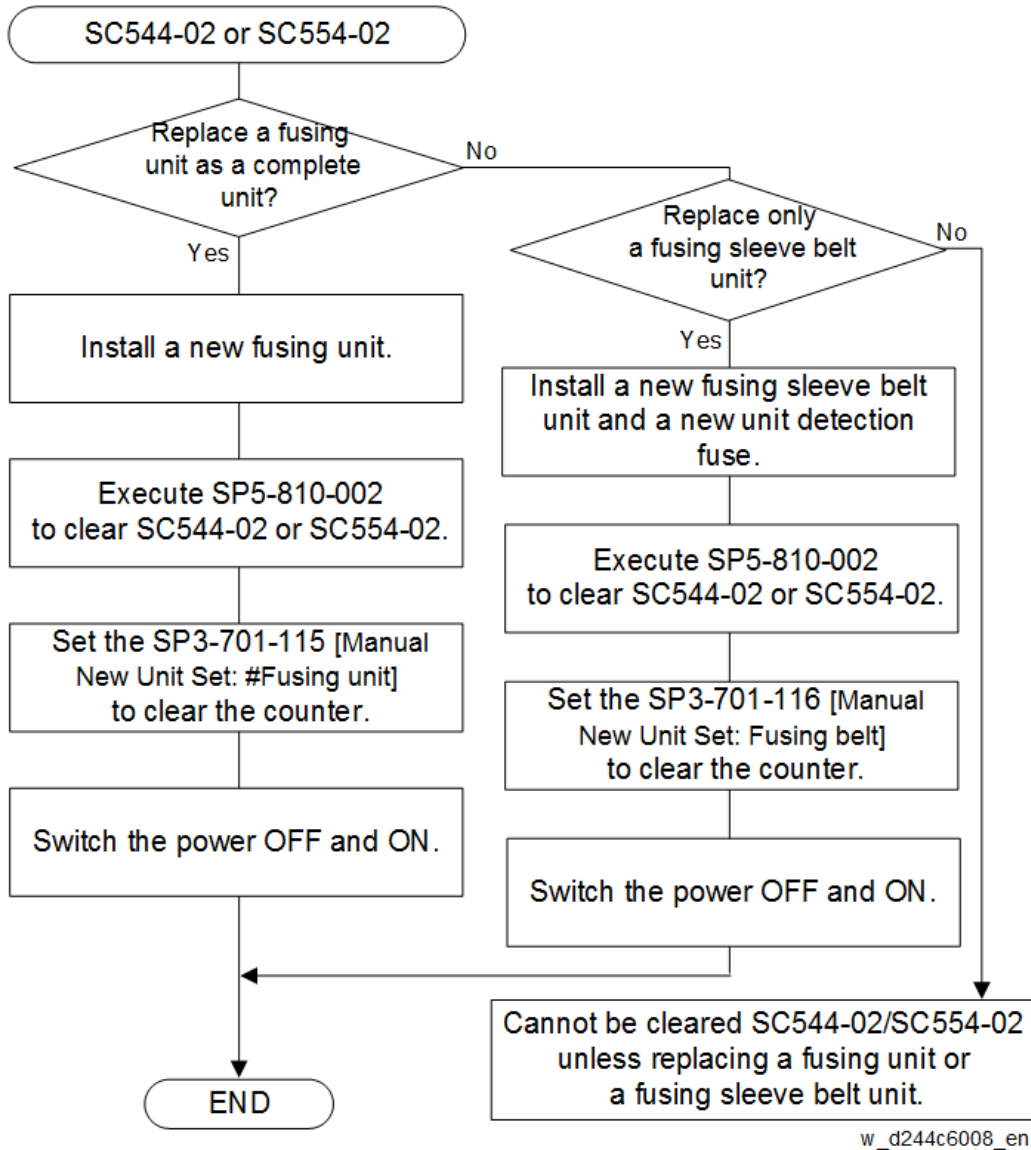 SC544-02 or SC554-02
Replace a fusing
unit as a complete
unit?
No
Yes
Install a new fusing unit.
Execute SP5-810-002
to clear SC544-02 or SC554-02.
Set the SP3-701-115 [Manual
New Unit Set: #Fusing unit]
to clear the counter.
Switch the power OFF and ON.
END
Replace only
a fusing sleeve belt
unit?
No
Yes
Install a new fusing sleeve belt
unit and a new unit detection
fuse.
Execute SP5-810-002
to clear SC544-02 or SC554-02.
Set the SP3-701-116 [Manual
New Unit Set: Fusing belt]
to clear the counter.
Switch the power OFF and ON.
Cannot be cleared SC544-02/SC554-02
unless replacing a fusing unit or
a fusing sleeve belt unit.
w_d244c6008_en